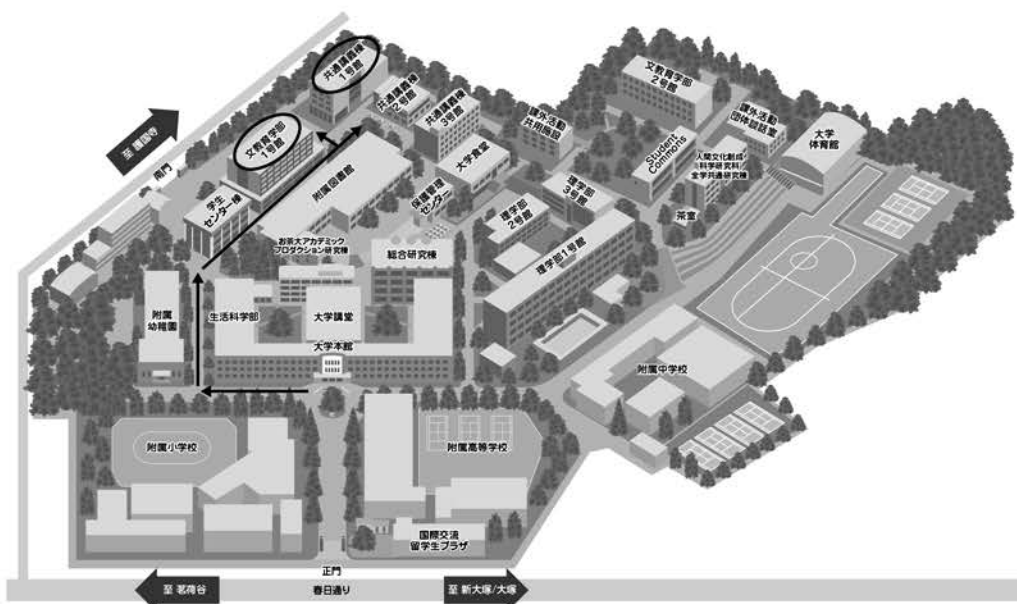 共通講義棟
1号館
共通講義棟
2号館
共通講義棟
3号館
文教育学部
2号館
課外活動
共用施設
課外活動
団体談話室
大学
体育館
至 護国寺
南門
文教育学部
1号館
附属図書館
大学食堂
Student
Commons
人間文化創成
科学研究科/
全学共通研究棟
学生
センター棟
保護管理
センター
理学部
3号館
理学部
2号館
茶室
お茶大アカデミック
プロダクション研究棟
総合研究棟
理学部1号館
附属
幼稚園
生活科学部
大学講堂
大学本館
附属中学校
附属小学校
附属高等学校
国際交流
留学生プラザ
正門
至 茗荷谷
春日通り
至 新大塚/大塚